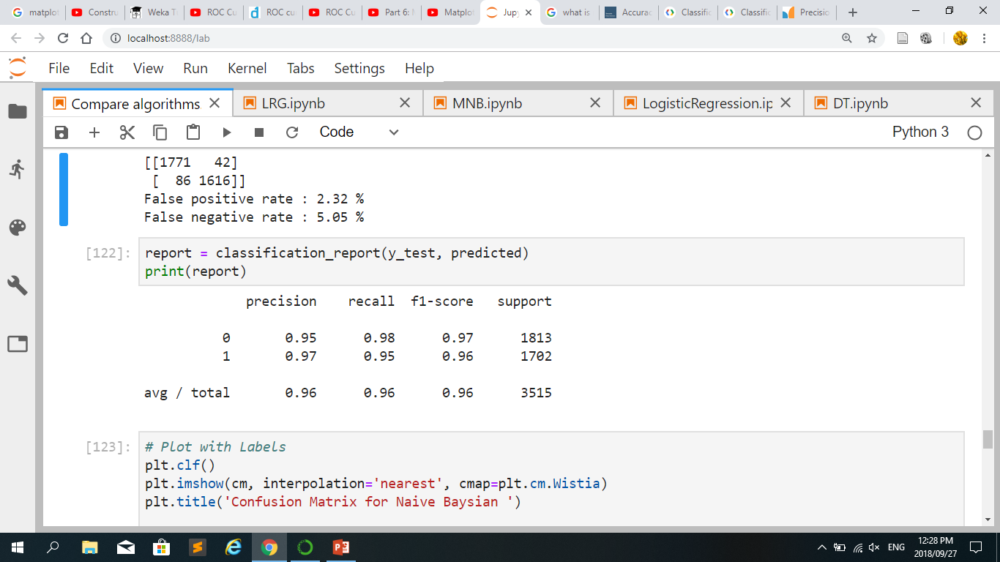 matplot
Constru
Weka T
ROC Cu
ROC cu
ROC Cu
Part 6:
Matplot
Jupy
what is
Accurac
Classific
Classific
Precisio
localhost:8888/lab
File Edit View Run Kernel Tabs Settings Help
Compare algorithms
LRG.ipynb
MNB.ipynb
LogisticRegression.ip
DT.ipynb
Code
Python 3
[[1771   42]
[  86 1616]]
False positive rate : 2.32 %
False negative rate : 5.05 %
[122]:
report = classification_report(y_test, predicted)
print(report)
precision recall f1-score support
0 0.95 0.98 0.97 1813
1 0.97 0.95 0.96 1702
avg / total 0.96 0.96 0.96 3515
[123]:
# Plot with Labels
plt.clf()
plt.imshow(cm, interpolation='nearest', cmap=plt.cm.Wistia)
plt.title('Confusion Matrix for Naive Baysian ')
ENG
12:28 PM
2018/09/27